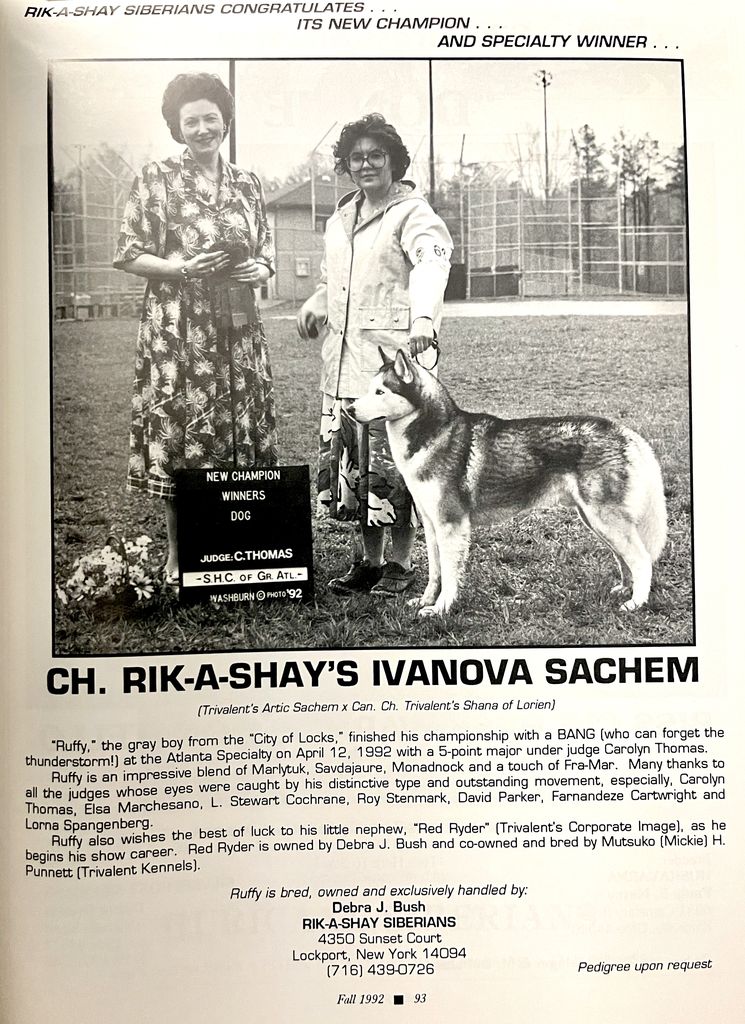 RIK-A-SHAY SIBERIANS CONGRATULATES . . .
ITS NEW CHAMPION . . .
AND SPECIALTY WINNER . . .
NEW CHAMPION
WINNERS
DOG
JUDGE: C. THOMAS
-S.H.C. OF GR. ATL.-
WASHBURN © PHOTO '92
CH. RIK-A-SHAY'S IVANOVA SACHEM
(Trivalent's Artic Sachem x Can. Ch. Trivalent's Shana of Lorien)
"Ruffy," the gray boy from the "City of Locks," finished his championship with a BANG (who can forget the
thunderstorm!) at the Atlanta Specialty on April 12, 1992 with a 5-point major under judge Carolyn Thomas.
Ruffy is an impressive blend of Marlytuk, Savdajaure, Monadnock and a touch of Fra-Mar. Many thanks to
all the judges whose eyes were caught by his distinctive type and outstanding movement, especially, Carolyn
Thomas, Elsa Marchesano, L. Stewart Cochrane, Roy Stenmark, David Parker, Farnandeze Cartwright and
Lorna Spangenberg.
Ruffy also wishes the best of luck to his little nephew, "Red Ryder" (Trivalent's Corporate Image), as he
begins his show career. Red Ryder is owned by Debra J. Bush and co-owned and bred by Mutsuko (Mickie) H.
Punnett (Trivalent Kennels).
Ruffy is bred, owned and exclusively handled by:
Debra J. Bush
RIK-A-SHAY SIBERIANS
4350 Sunset Court
Lockport, New York 14094
(716) 439-0726
Pedigree upon request
Fall 1992 ■ 93